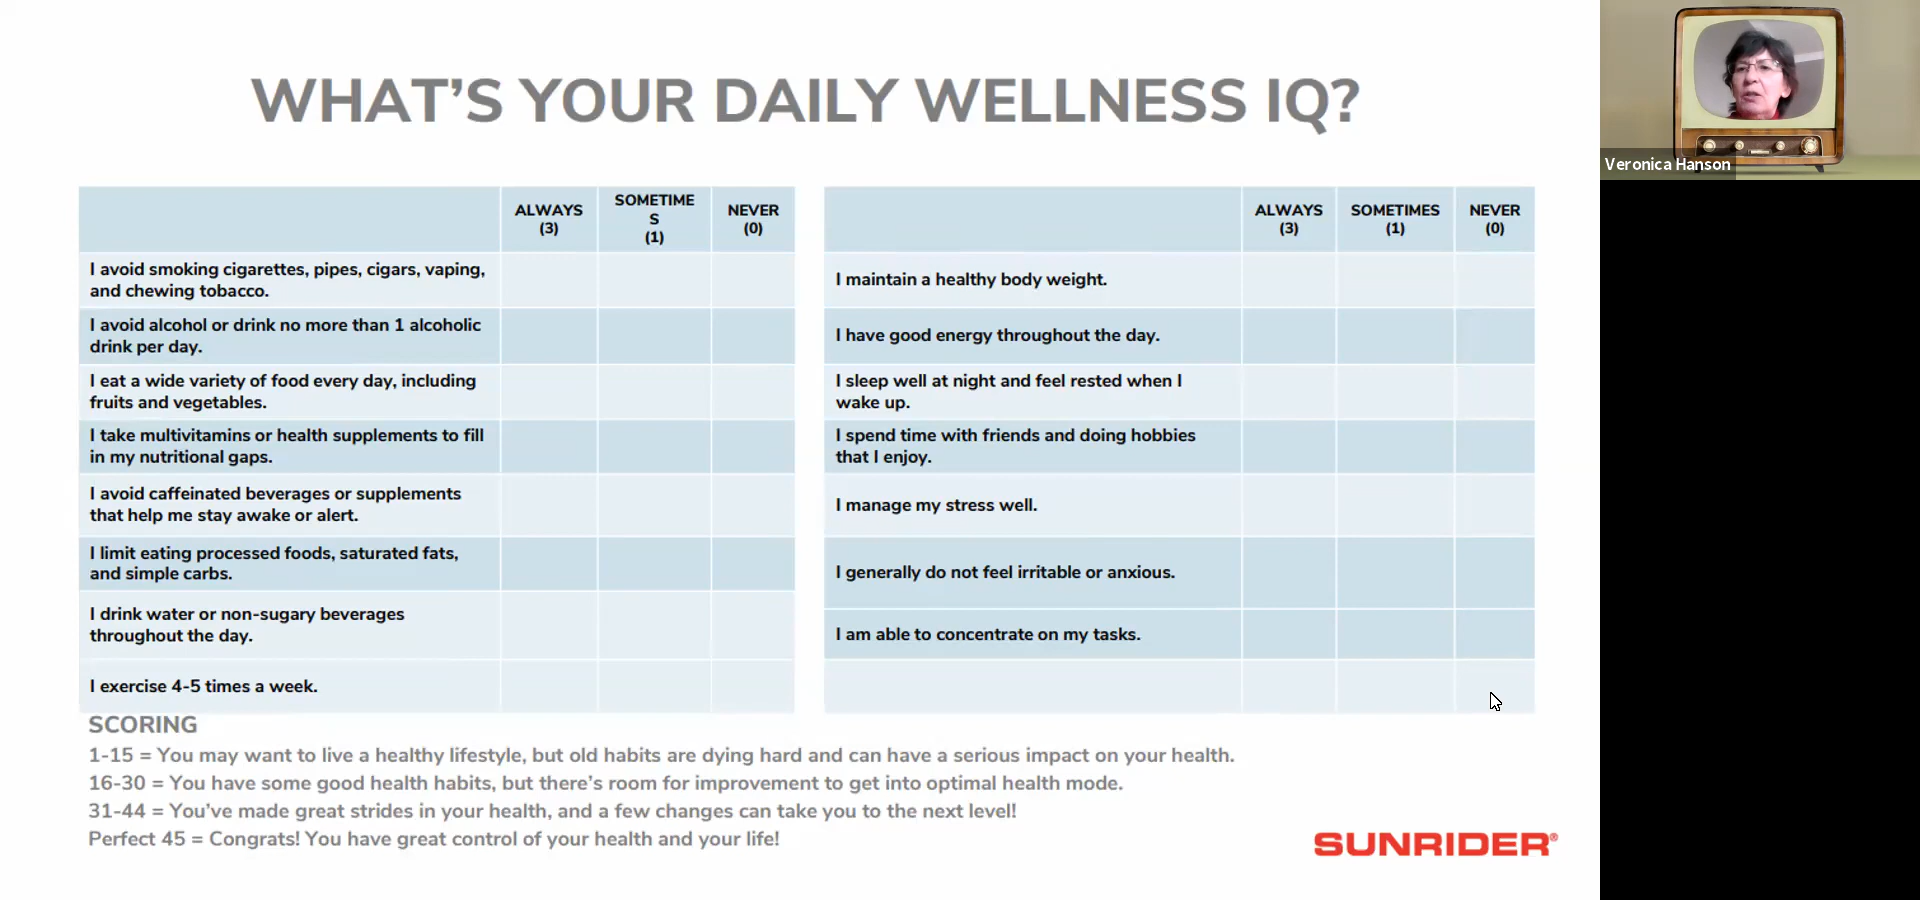 WHAT'S YOUR DAILY WELLNESS IQ?
ALWAYS
(3)
SOMETIME
S
(1)
NEVER
(0)
I avoid smoking cigarettes, pipes, cigars, vaping,
and chewing tobacco.
I avoid alcohol or drink no more than 1 alcoholic
drink per day.
I eat a wide variety of food every day, including
fruits and vegetables.
I take multivitamins or health supplements to fill
in my nutritional gaps.
I avoid caffeinated beverages or supplements
that help me stay awake or alert.
I limit eating processed foods, saturated fats,
and simple carbs.
I drink water or non-sugary beverages
throughout the day.
I exercise 4-5 times a week.
ALWAYS
(3)
SOMETIMES
(1)
NEVER
(0)
I maintain a healthy body weight.
I have good energy throughout the day.
I sleep well at night and feel rested when I
wake up.
I spend time with friends and doing hobbies
that I enjoy.
I manage my stress well.
I generally do not feel irritable or anxious.
I am able to concentrate on my tasks.
SCORING
1-15 = You may want to live a healthy lifestyle, but old habits are dying hard and can have a serious impact on your health.
16-30 = You have some good health habits, but there's room for improvement to get into optimal health mode.
31-44 = You've made great strides in your health, and a few changes can take you to the next level!
Perfect 45 = Congrats! You have great control of your health and your life!
SUNRIDER®
Veronica Hanson